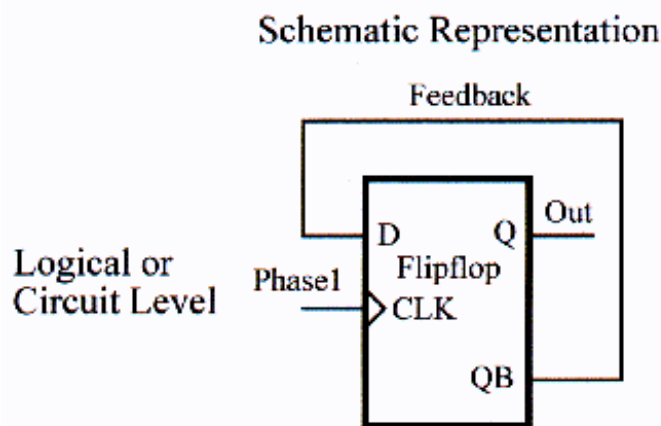 Schematic Representation
Feedback
D
Q
Out
Logical or
Circuit Level
Phase1
Flipflop
CLK
QB